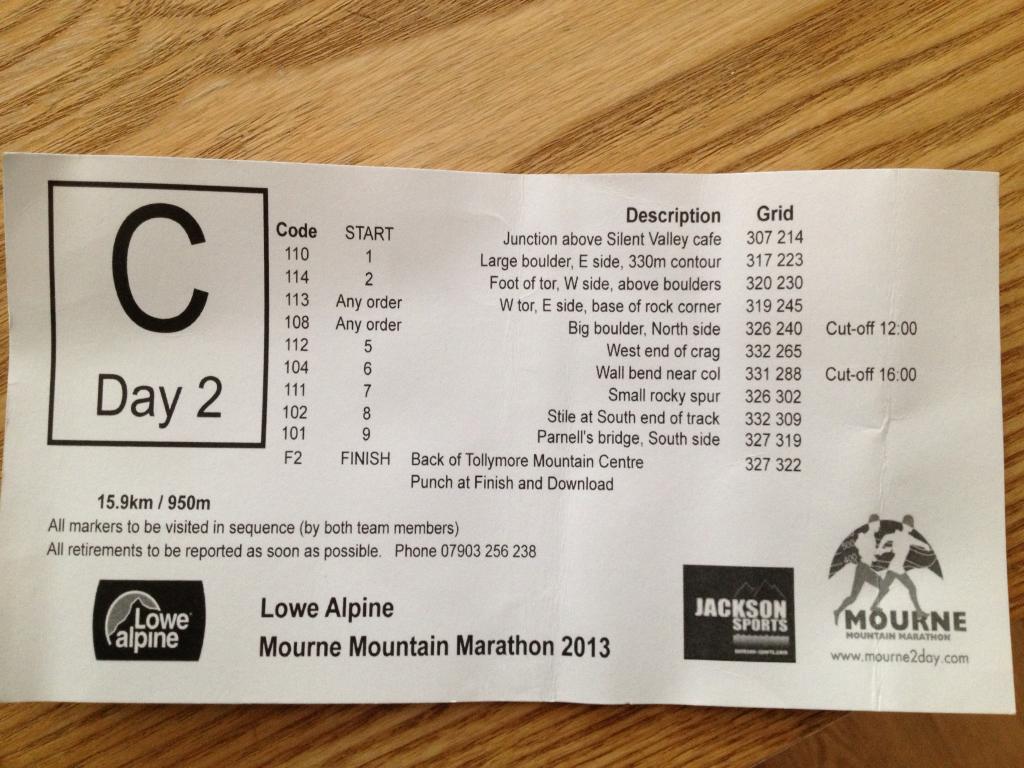 C
Day 2
Code START Description Grid
Junction above Silent Valley cafe 307 214
110 1 Large boulder, E side, 330m contour 317 223
114 2 Foot of tor, W side, above boulders 320 230
113 Any order W tor, E side, base of rock corner 319 245
108 Any order Big boulder, North side 326 240 Cut-off 12:00
112 5 West end of crag 332 265
104 6 Wall bend near col 331 288 Cut-off 16:00
111 7 Small rocky spur 326 302
102 8 Stile at South end of track 332 309
101 9 Parnell's bridge, South side 327 319
F2 FINISH Back of Tollymore Mountain Centre 327 322
Punch at Finish and Download
15.9km / 950m
All markers to be visited in sequence (by both team members)
All retirements to be reported as soon as possible. Phone 07903 256 238
Lowe
alpine
Lowe Alpine
Mourne Mountain Marathon 2013
JACKSON
SPORTS
MOURNE
MOUNTAIN MARATHON
www.mourne2day.com